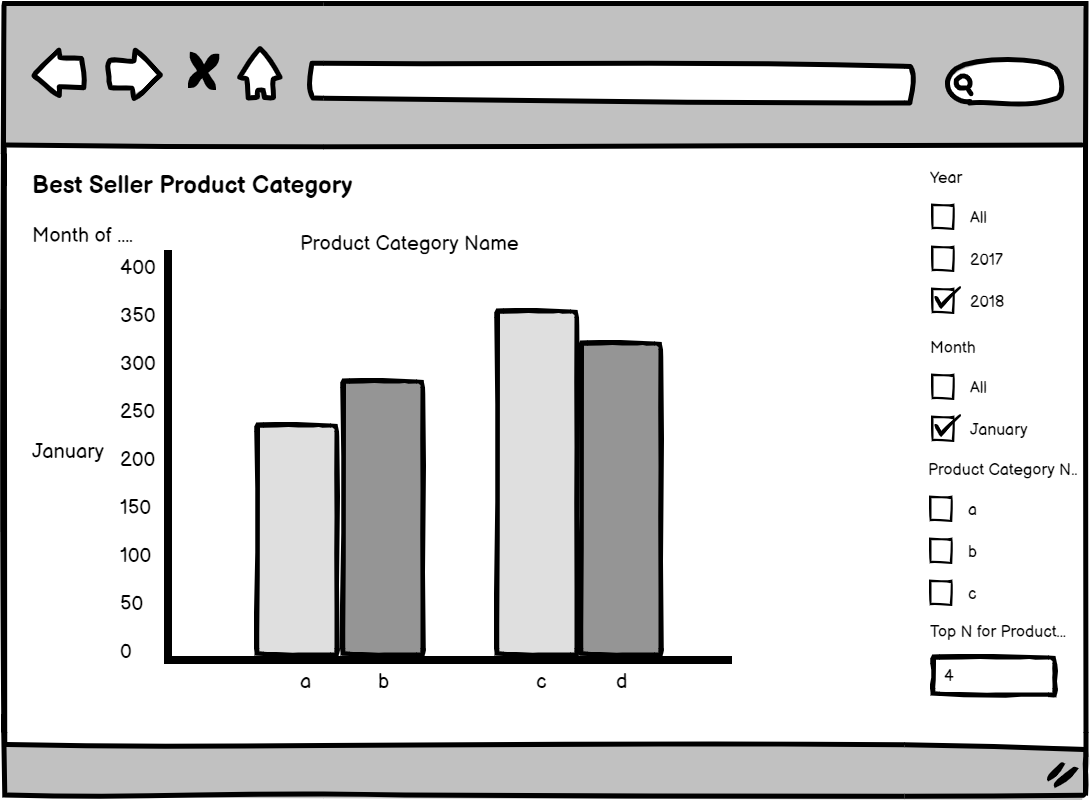 Best Seller Product Category
Month of ....
Product Category Name
400
350
300
250
January
200
150
100
50
0
a
b
c
d
Year
All
2017
2018
Month
All
January
Product Category N..
a
b
c
Top N for Product...
4